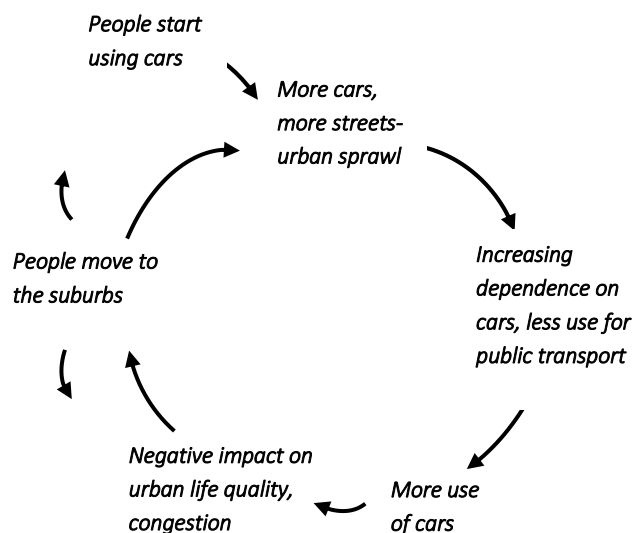 People start
using cars
More cars,
more streets-
urban sprawl
Increasing
dependence on
cars, less use for
public transport
More use
of cars
Negative impact on
urban life quality,
congestion
People move to
the suburbs